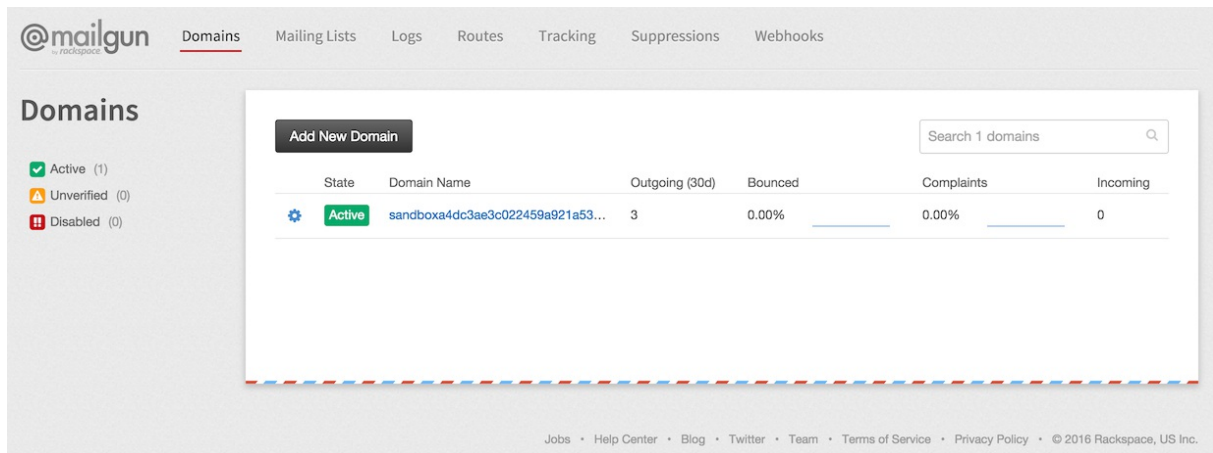 @mailgun
by rackspace
Domains Mailing Lists Logs Routes Tracking Suppressions Webhooks
Domains
Active (1)
Unverified (0)
Disabled (0)
Add New Domain
Search 1 domains
State Domain Name Outgoing (30d) Bounced Complaints Incoming
Active sandboxa4dc3ae3c022459a921a53... 3 0.00% 0.00% 0
Jobs • Help Center • Blog • Twitter • Team • Terms of Service • Privacy Policy • © 2016 Rackspace, US Inc.